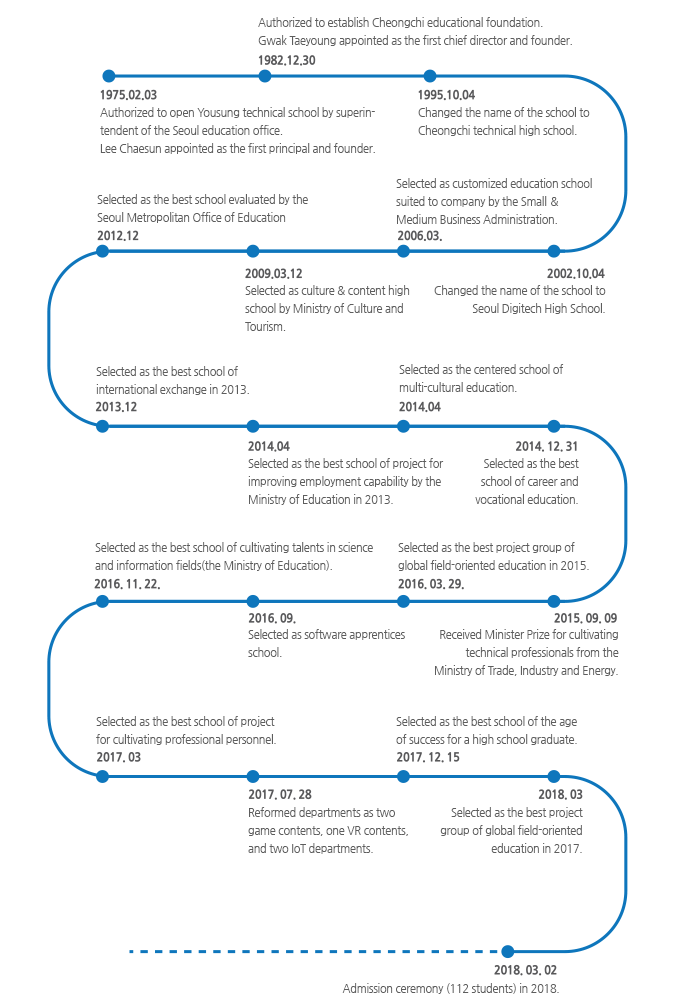 Authorized to establish Cheongchi educational foundation.
Gwak Taeyoung appointed as the first chief director and founder.
1982.12.30
1975.02.03
Authorized to open Yousung technical school by superin-
tendent of the Seoul education office.
Lee Chaesun appointed as the first principal and founder.
1995.10.04
Changed the name of the school to
Cheongchi technical high school.
Selected as customized education school
suited to company by the Small &
Medium Business Administration.
2006.03.
Selected as the best school evaluated by the
Seoul Metropolitan Office of Education
2012.12
2002.10.04
Changed the name of the school to
Seoul Digitech High School.
2009.03.12
Selected as culture & content high
school by Ministry of Culture and
Tourism.
Selected as the best school of
international exchange in 2013.
2013.12
Selected as the centered school of
multi-cultural education.
2014.04
2014.04
Selected as the best school of project for
improving employment capability by the
Ministry of Education in 2013.
2014. 12. 31
Selected as the best
school of career and
vocational education.
Selected as the best school of cultivating talents in science
and information fields(the Ministry of Education).
2016. 11. 22.
Selected as the best project group of
global field-oriented education in 2015.
2016. 03. 29.
2016. 09.
Selected as software apprentices
school.
2015. 09. 09
Received Minister Prize for cultivating
technical professionals from the
Ministry of Trade, Industry and Energy.
Selected as the best school of project
for cultivating professional personnel.
2017. 03
Selected as the best school of the age
of success for a high school graduate.
2017. 12. 15
2017. 07. 28
Reformed departments as two
game contents, one VR contents,
and two IoT departments.
2018. 03
Selected as the best project
group of global field-oriented
education in 2017.
2018. 03. 02
Admission ceremony (112 students) in 2018.